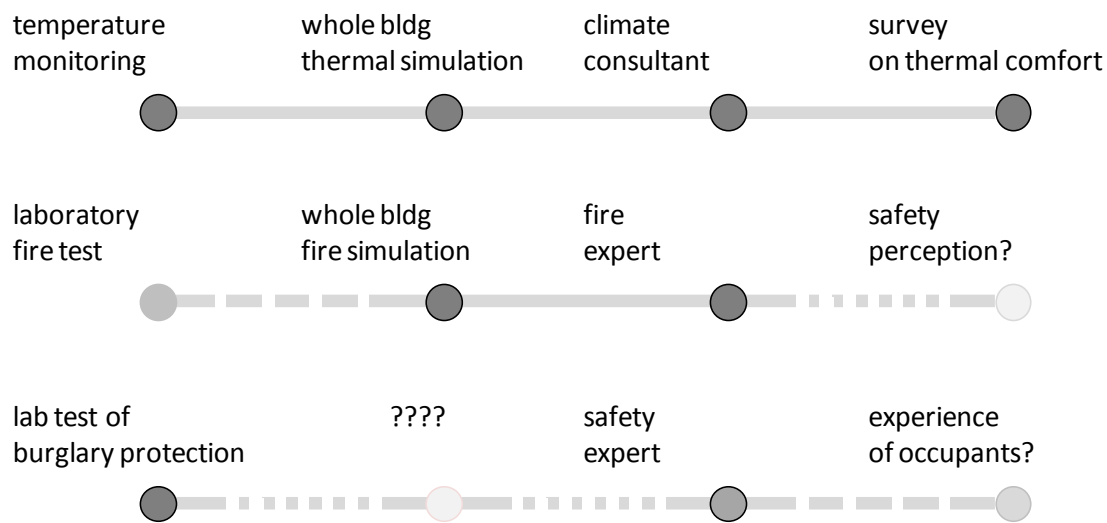 temperature
monitoring
whole bldg
thermal simulation
climate
consultant
survey
on thermal comfort
laboratory
fire test
whole bldg
fire simulation
fire
expert
safety
perception?
lab test of
burglary protection
????
safety
expert
experience
of occupants?